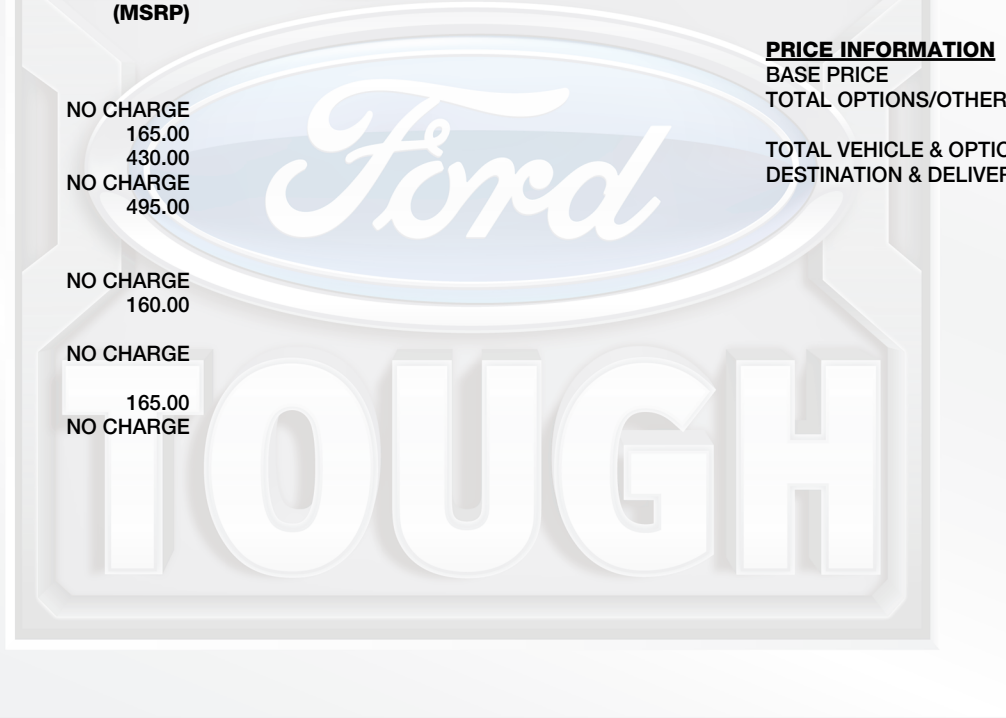 (MSRP)
NO CHARGE
165.00
430.00
NO CHARGE
495.00
NO CHARGE
160.00
NO CHARGE
165.00
NO CHARGE
PRICE INFORMATION
BASE PRICE
TOTAL OPTIONS/OTHER
TOTAL VEHICLE & OPTIO
DESTINATION & DELIVER
Ford
TOUGH